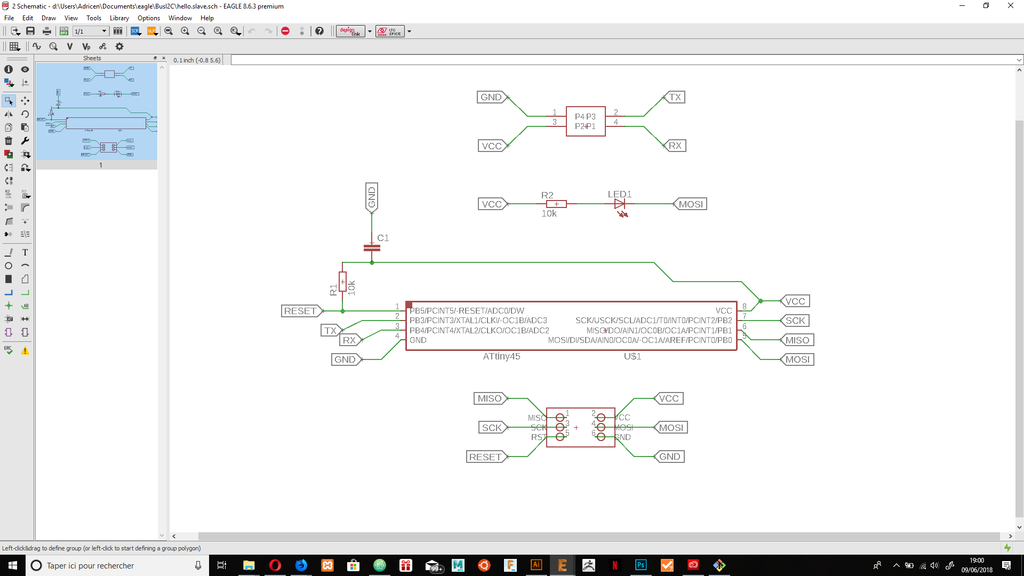 2 Schematic - d:\Users\Adricen\Documents\eagle\BusI2C\hello.slave.sch - EAGLE 8.6.3 premium
File Edit Draw View Tools Library Options Window Help
1/1
Sheets
0.1 inch (-0.8 5.6)
1
GND TX
1 P4 P3 2
3 P2 P1 4
VCC RX
GND
VCC R2 LED1 MOSI
10k
C1
R1 10k
VCC
RESET 1 PB5/PCINT5/-RESET/ADC0/DW VCC 8
TX 2 PB3/PCINT3/XTAL1/CLKI/-OC1B/ADC3 SCK/USCK/SCL/ADC1/T0/INT0/PCINT2/PB2 7 SCK
RX 3 PB4/PCINT4/XTAL2/CLKO/OC1B/ADC2 MISO/DO/AIN1/OC0B/OC1A/PCINT1/PB1 6 MISO
GND 4 GND MOSI/DI/SDA/AIN0/OC0A/-OC1A/AREF/PCINT0/PB0 5 MOSI
ATtiny45 U$1
MISO VCC
MISO 1 2 VCC
SCK SCK 3 4 MOSI MOSI
RST 5 6 GND
RESET GND
Left-click&drag to define group (or left-click to start defining a group polygon)
Taper ici pour rechercher
99+
19:00
09/06/2018